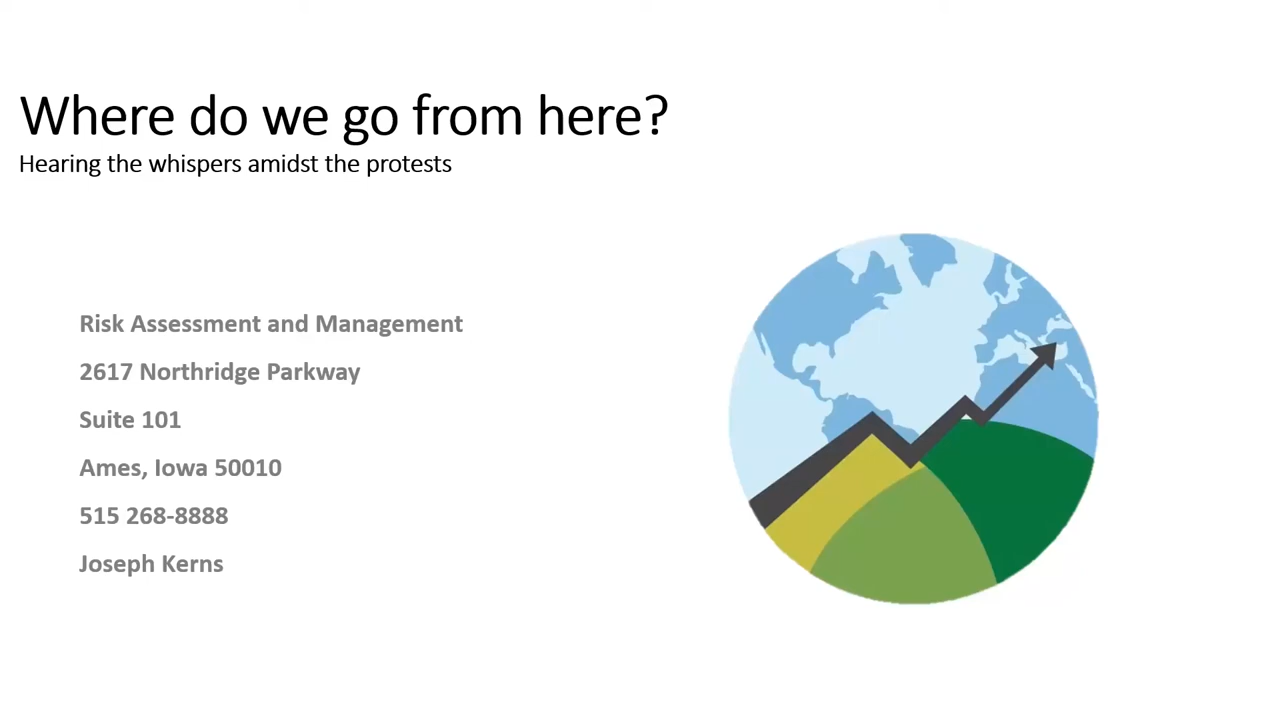 Where do we go from here?
Hearing the whispers amidst the protests
Risk Assessment and Management
2617 Northridge Parkway
Suite 101
Ames, Iowa 50010
515 268-8888
Joseph Kerns